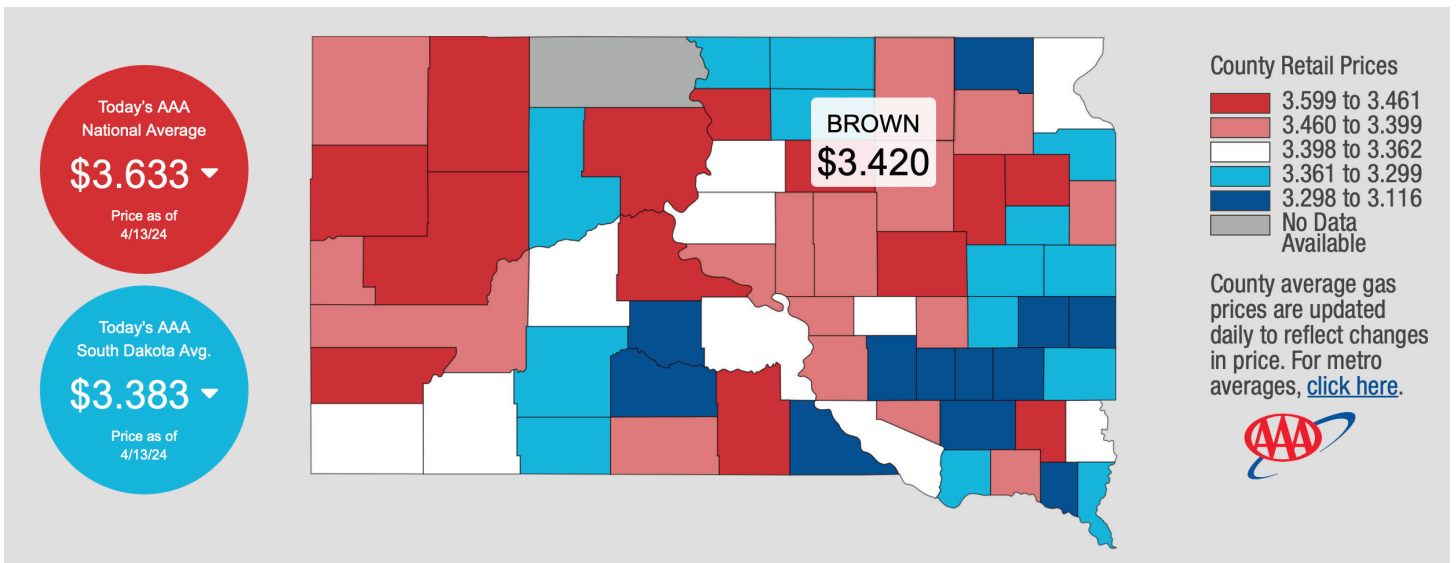 Today's AAA
National Average
$3.633
Price as of
4/13/24
Today's AAA
South Dakota Avg.
$3.383
Price as of
4/13/24
BROWN
$3.420
County Retail Prices
3.599 to 3.461
3.460 to 3.399
3.398 to 3.362
3.361 to 3.299
3.298 to 3.116
No Data
Available
County average gas
prices are updated
daily to reflect changes
in price. For metro
averages, click here.
AAA